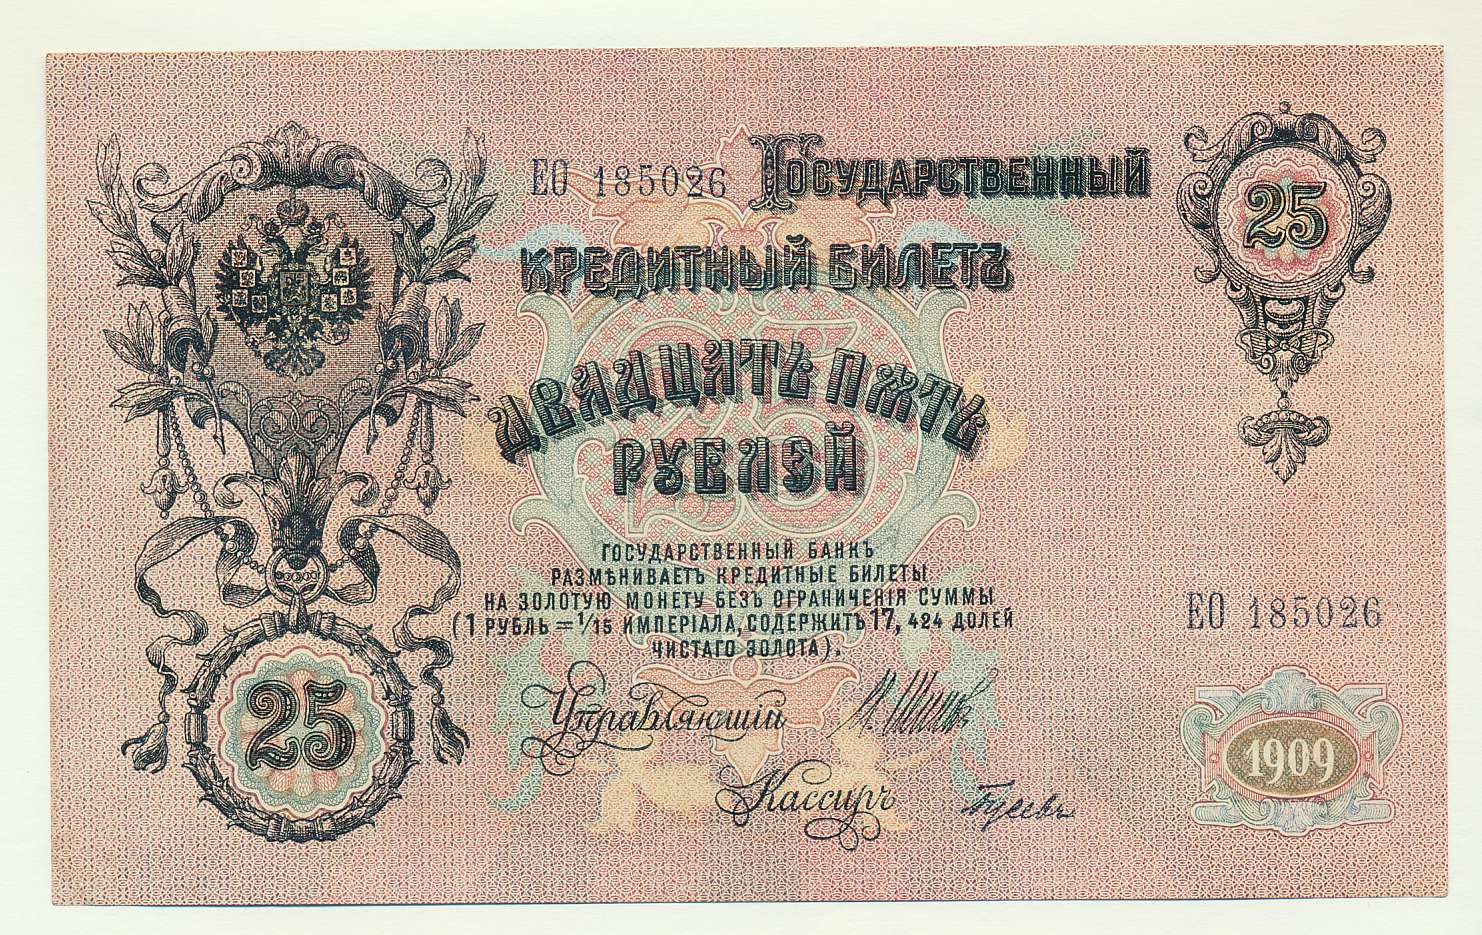 ЕО 185026 Государственный
25
Кредитный Билетъ
Двадцать пять
рублей
ГОСУДАРСТВЕННЫЙ БАНКЪ
РАЗМѢНИВАЕТЪ КРЕДИТНЫЕ БИЛЕТЫ
НА ЗОЛОТУЮ МОНЕТУ БЕЗЪ ОГРАНИЧЕНІЯ СУММЫ
(1 РУБЛЬ = 1/15 ИМПЕРІАЛА, СОДЕРЖИТЪ 17, 424 ДОЛЕЙ
ЧИСТАГО ЗОЛОТА).
ЕО 185026
25
Управляющій
Кассиръ
1909
25